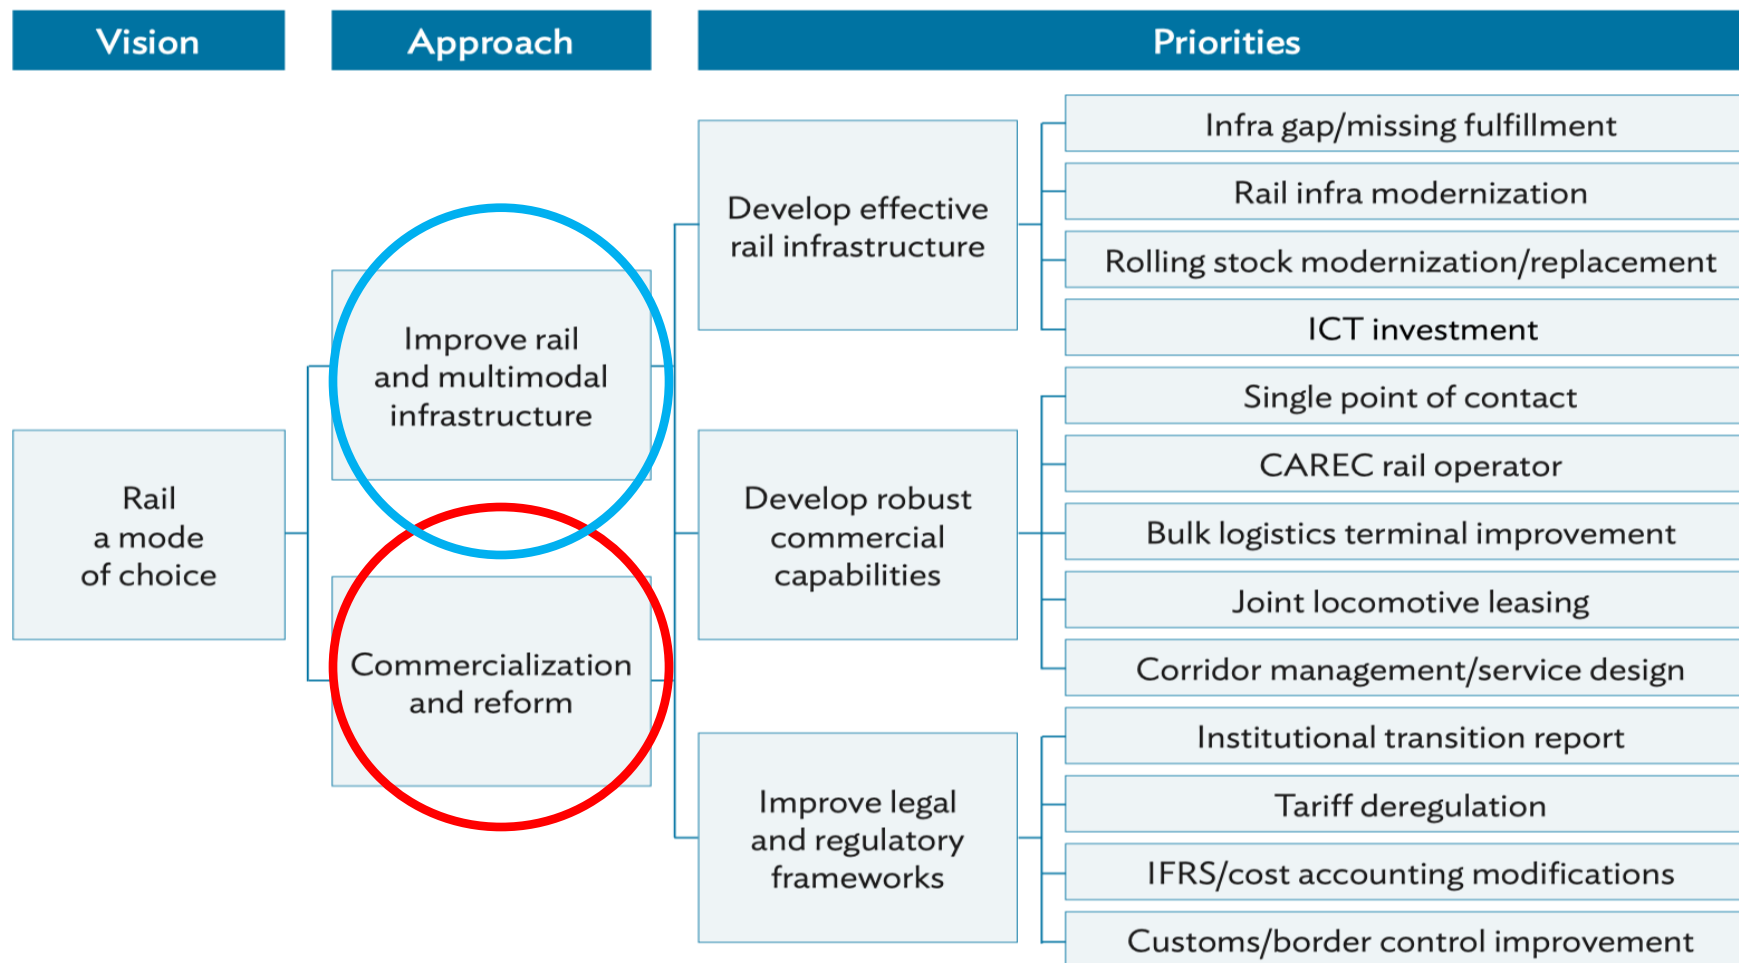 Vision
Approach
Priorities
Rail
a mode
of choice
Improve rail
and multimodal
infrastructure
Commercialization
and reform
Develop effective
rail infrastructure
Infra gap/missing fulfillment
Rail infra modernization
Rolling stock modernization/replacement
ICT investment
Develop robust
commercial
capabilities
Single point of contact
CAREC rail operator
Bulk logistics terminal improvement
Joint locomotive leasing
Corridor management/service design
Improve legal
and regulatory
frameworks
Institutional transition report
Tariff deregulation
IFRS/cost accounting modifications
Customs/border control improvement